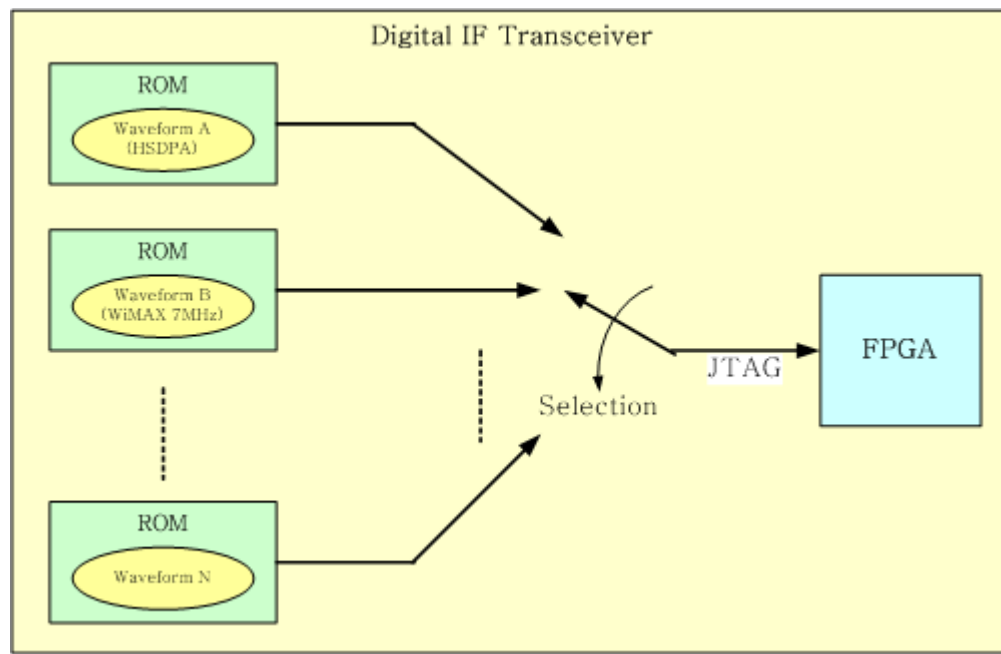 Digital IF Transceiver
ROM
Waveform A
(HSDPA)
ROM
Waveform B
(WiMAX 7MHz)
ROM
Waveform N
Selection
JTAG
FPGA